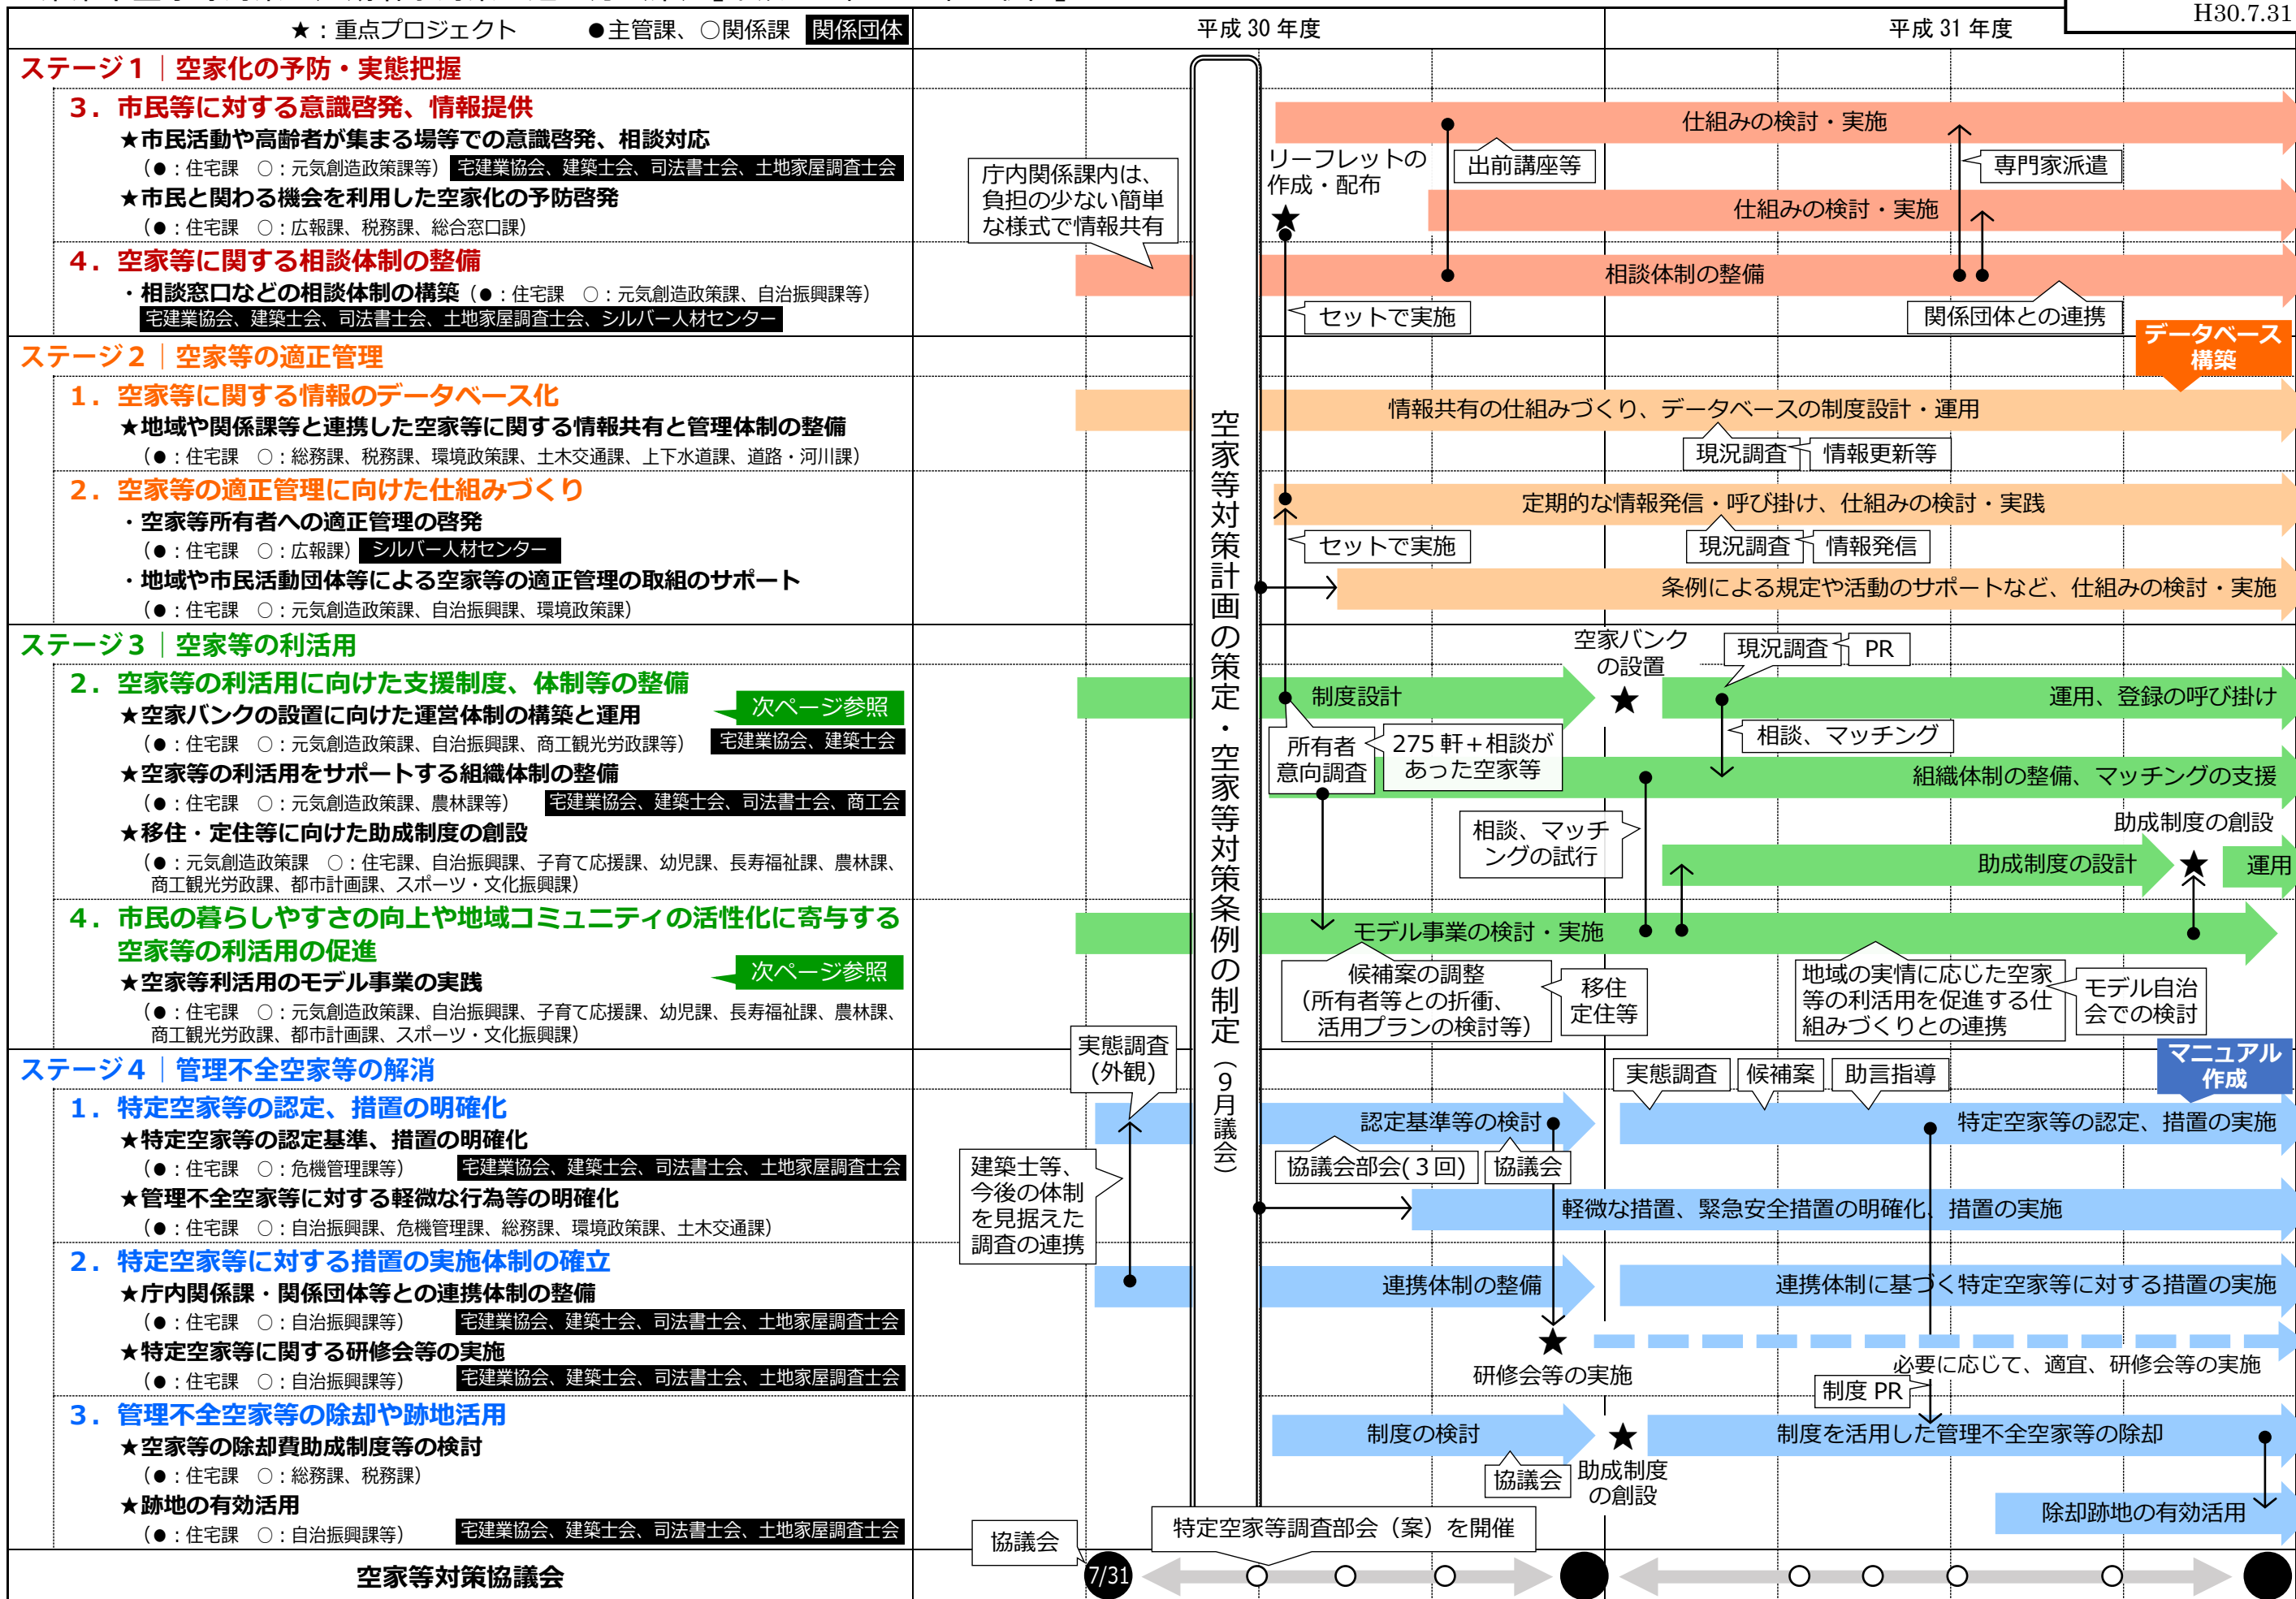 H30.7.31
★：重点プロジェクト ●主管課、○関係課 関係団体
平成 30 年度
平成 31 年度
ステージ１｜空家化の予防・実態把握
３．市民等に対する意識啓発、情報提供
★市民活動や高齢者が集まる場等での意識啓発、相談対応
（●：住宅課　○：元気創造政策課等） 宅建業協会、建築士会、司法書士会、土地家屋調査士会
★市民と関わる機会を利用した空家化の予防啓発
（●：住宅課　○：広報課、税務課、総合窓口課）
４．空家等に関する相談体制の整備
・相談窓口などの相談体制の構築（●：住宅課　○：元気創造政策課、自治振興課等）
宅建業協会、建築士会、司法書士会、土地家屋調査士会、シルバー人材センター
庁内関係課内は、
負担の少ない簡単
な様式で情報共有
仕組みの検討・実施
リーフレットの
作成・配布
出前講座等
専門家派遣
仕組みの検討・実施
相談体制の整備
セットで実施
関係団体との連携
データベース
構築
ステージ２｜空家等の適正管理
１．空家等に関する情報のデータベース化
★地域や関係課等と連携した空家等に関する情報共有と管理体制の整備
（●：住宅課　○：総務課、税務課、環境政策課、土木交通課、上下水道課、道路・河川課）
２．空家等の適正管理に向けた仕組みづくり
・空家等所有者への適正管理の啓発
（●：住宅課　○：広報課） シルバー人材センター
・地域や市民活動団体等による空家等の適正管理の取組のサポート
（●：住宅課　○：元気創造政策課、自治振興課、環境政策課）
情報共有の仕組みづくり、データベースの制度設計・運用
現況調査
情報更新等
定期的な情報発信・呼び掛け、仕組みの検討・実践
セットで実施
現況調査
情報発信
条例による規定や活動のサポートなど、仕組みの検討・実施
空家等対策計画の策定・空家等対策条例の制定（９月議会）
ステージ３｜空家等の利活用
２．空家等の利活用に向けた支援制度、体制等の整備
★空家バンクの設置に向けた運営体制の構築と運用
次ページ参照
（●：住宅課　○：元気創造政策課、自治振興課、商工観光労政課等） 宅建業協会、建築士会
★空家等の利活用をサポートする組織体制の整備
（●：住宅課　○：元気創造政策課、農林課等） 宅建業協会、建築士会、司法書士会、商工会
★移住・定住等に向けた助成制度の創設
（●：元気創造政策課　○：住宅課、自治振興課、子育て応援課、幼児課、長寿福祉課、農林課、
商工観光労政課、都市計画課、スポーツ・文化振興課）
４．市民の暮らしやすさの向上や地域コミュニティの活性化に寄与する
空家等の利活用の促進
★空家等利活用のモデル事業の実践
次ページ参照
（●：住宅課　○：元気創造政策課、自治振興課、子育て応援課、幼児課、長寿福祉課、農林課、
商工観光労政課、都市計画課、スポーツ・文化振興課）
空家バンク
の設置
現況調査
PR
制度設計
運用、登録の呼び掛け
所有者
意向調査
275 軒＋相談が
あった空家等
相談、マッチング
組織体制の整備、マッチングの支援
相談、マッチ
ングの試行
助成制度の創設
助成制度の設計
運用
モデル事業の検討・実施
候補案の調整
（所有者等との折衝、
活用プランの検討等）
移住
定住等
地域の実情に応じた空家
等の利活用を促進する仕
組みづくりとの連携
モデル自治
会での検討
ステージ４｜管理不全空家等の解消
１．特定空家等の認定、措置の明確化
★特定空家等の認定基準、措置の明確化
（●：住宅課　○：危機管理課等） 宅建業協会、建築士会、司法書士会、土地家屋調査士会
★管理不全空家等に対する軽微な行為等の明確化
（●：住宅課　○：自治振興課、危機管理課、総務課、環境政策課、土木交通課）
２．特定空家等に対する措置の実施体制の確立
★庁内関係課・関係団体等との連携体制の整備
（●：住宅課　○：自治振興課等） 宅建業協会、建築士会、司法書士会、土地家屋調査士会
★特定空家等に関する研修会等の実施
（●：住宅課　○：自治振興課等） 宅建業協会、建築士会、司法書士会、土地家屋調査士会
３．管理不全空家等の除却や跡地活用
★空家等の除却費助成制度等の検討
（●：住宅課　○：総務課、税務課）
★跡地の有効活用
（●：住宅課　○：自治振興課等） 宅建業協会、建築士会、司法書士会、土地家屋調査士会
実態調査
(外観)
実態調査
候補案
助言指導
マニュアル
作成
認定基準等の検討
特定空家等の認定、措置の実施
建築士等、
今後の体制
を見据えた
調査の連携
協議会部会(３回)
協議会
軽微な措置、緊急安全措置の明確化、措置の実施
連携体制の整備
連携体制に基づく特定空家等に対する措置の実施
研修会等の実施
必要に応じて、適宜、研修会等の実施
制度 PR
制度の検討
制度を活用した管理不全空家等の除却
協議会
助成制度
の創設
除却跡地の有効活用
協議会
特定空家等調査部会（案）を開催
空家等対策協議会
7/31